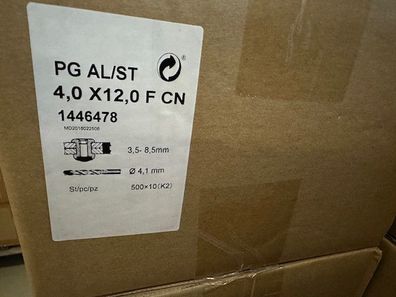 PG AL/ST
4,0 X12,0 F CN
1446478
MD2016022506
3,5- 8,5mm
Ø 4,1 mm
St/pc/pz 500×10(K2)